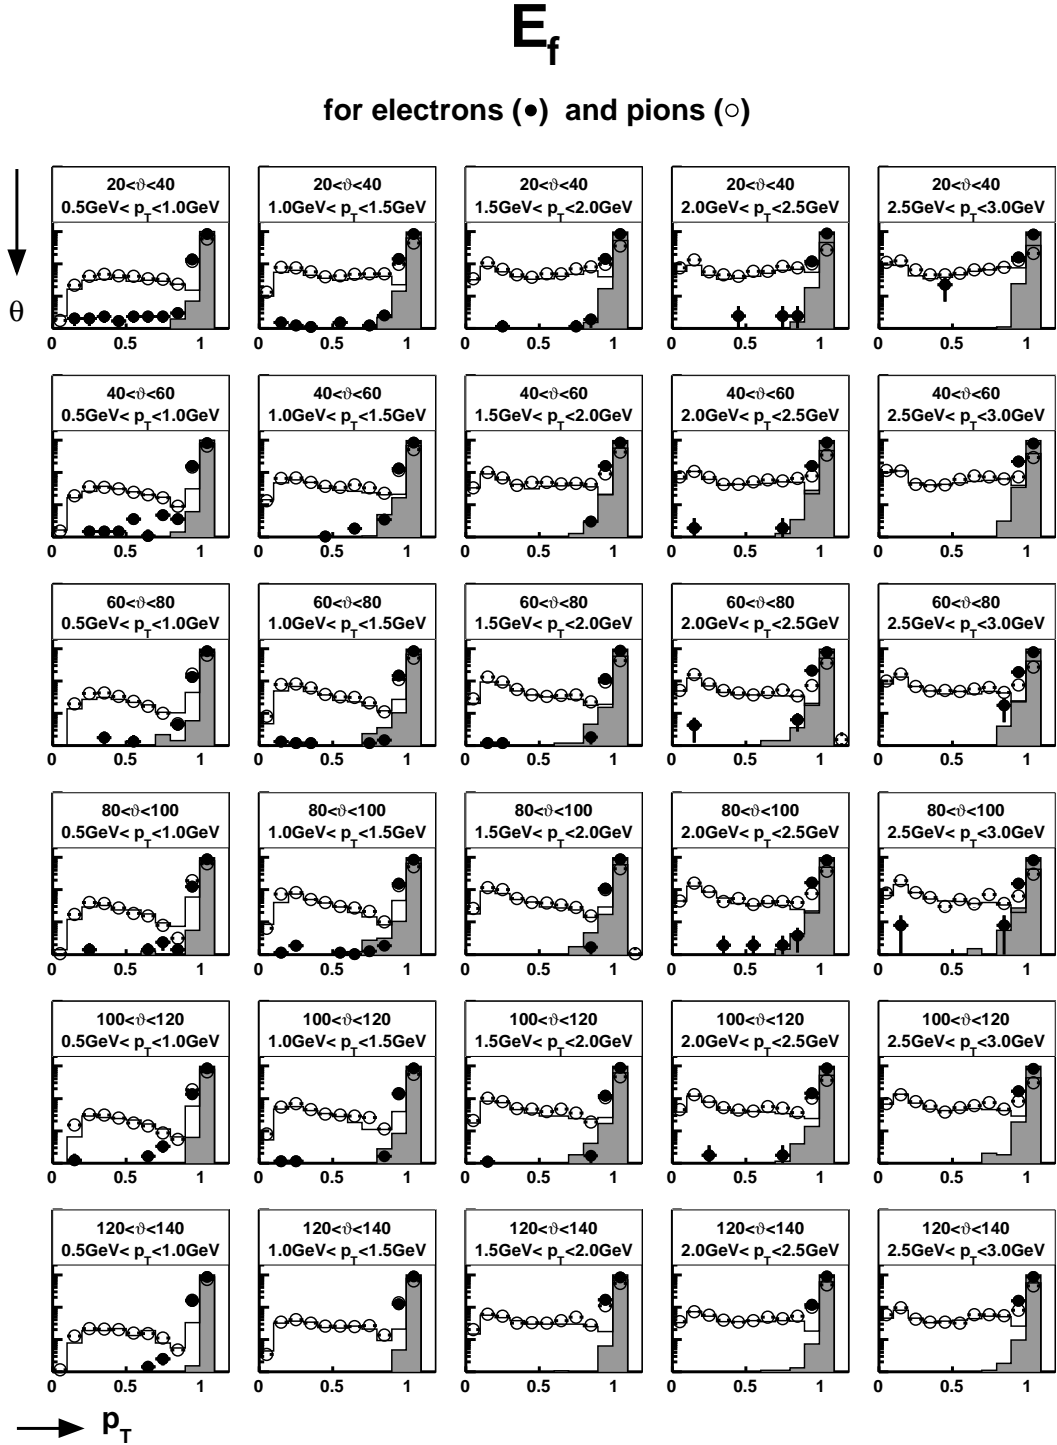 E_f
for electrons (●) and pions (○)
20<ϑ<40 20<ϑ<40 20<ϑ<40 20<ϑ<40 20<ϑ<40
0.5GeV< p_T<1.0GeV 1.0GeV< p_T<1.5GeV 1.5GeV< p_T<2.0GeV 2.0GeV< p_T<2.5GeV 2.5GeV< p_T<3.0GeV
θ
0 0.5 1 0 0.5 1 0 0.5 1 0 0.5 1 0 0.5 1
40<ϑ<60 40<ϑ<60 40<ϑ<60 40<ϑ<60 40<ϑ<60
0.5GeV< p_T<1.0GeV 1.0GeV< p_T<1.5GeV 1.5GeV< p_T<2.0GeV 2.0GeV< p_T<2.5GeV 2.5GeV< p_T<3.0GeV
0 0.5 1 0 0.5 1 0 0.5 1 0 0.5 1 0 0.5 1
60<ϑ<80 60<ϑ<80 60<ϑ<80 60<ϑ<80 60<ϑ<80
0.5GeV< p_T<1.0GeV 1.0GeV< p_T<1.5GeV 1.5GeV< p_T<2.0GeV 2.0GeV< p_T<2.5GeV 2.5GeV< p_T<3.0GeV
0 0.5 1 0 0.5 1 0 0.5 1 0 0.5 1 0 0.5 1
80<ϑ<100 80<ϑ<100 80<ϑ<100 80<ϑ<100 80<ϑ<100
0.5GeV< p_T<1.0GeV 1.0GeV< p_T<1.5GeV 1.5GeV< p_T<2.0GeV 2.0GeV< p_T<2.5GeV 2.5GeV< p_T<3.0GeV
0 0.5 1 0 0.5 1 0 0.5 1 0 0.5 1 0 0.5 1
100<ϑ<120 100<ϑ<120 100<ϑ<120 100<ϑ<120 100<ϑ<120
0.5GeV< p_T<1.0GeV 1.0GeV< p_T<1.5GeV 1.5GeV< p_T<2.0GeV 2.0GeV< p_T<2.5GeV 2.5GeV< p_T<3.0GeV
0 0.5 1 0 0.5 1 0 0.5 1 0 0.5 1 0 0.5 1
120<ϑ<140 120<ϑ<140 120<ϑ<140 120<ϑ<140 120<ϑ<140
0.5GeV< p_T<1.0GeV 1.0GeV< p_T<1.5GeV 1.5GeV< p_T<2.0GeV 2.0GeV< p_T<2.5GeV 2.5GeV< p_T<3.0GeV
0 0.5 1 0 0.5 1 0 0.5 1 0 0.5 1 0 0.5 1
p_T